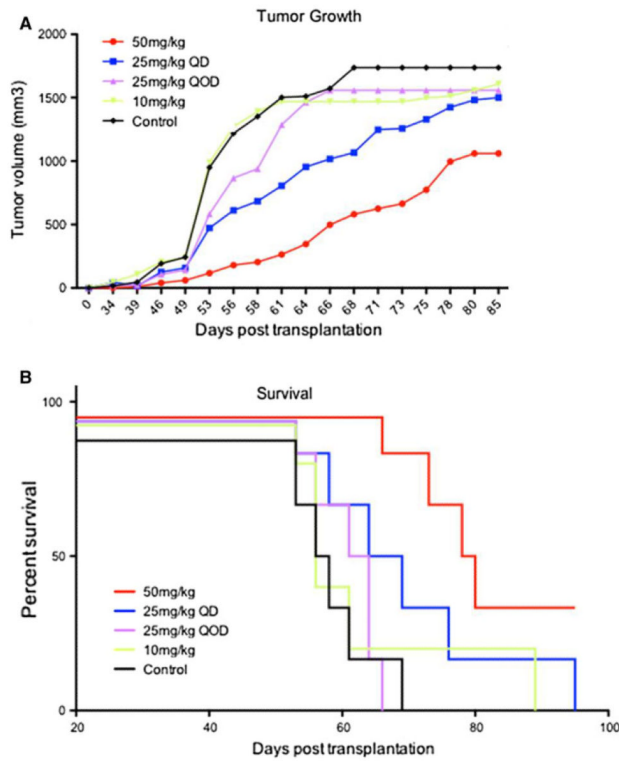 A
Tumor Growth
2000
1500
1000
500
0
Tumor volume (mm3)
50mg/kg
25mg/kg QD
25mg/kg QOD
10mg/kg
Control
0 34 39 46 49 53 56 58 61 64 66 68 71 73 75 78 80 85
Days post transplantation
B
Survival
100
50
0
Percent survival
50mg/kg
25mg/kg QD
25mg/kg QOD
10mg/kg
Control
20 40 60 80 100
Days post transplantation